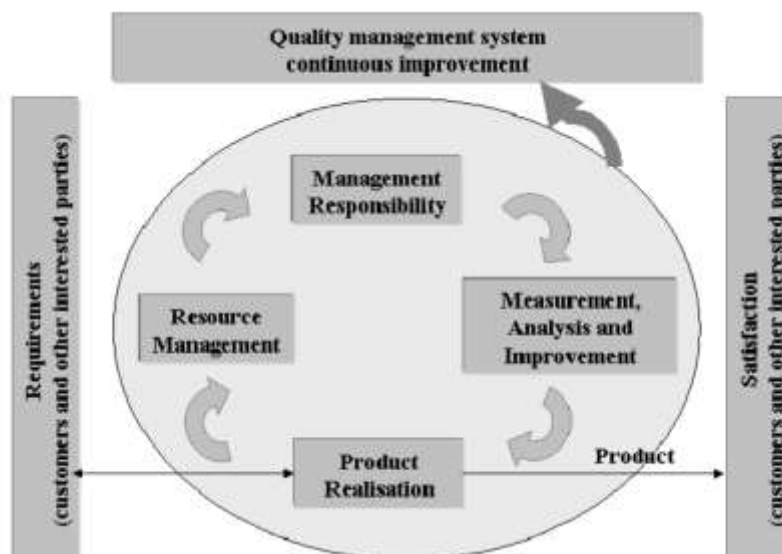 Quality management system
continuous improvement
Requirements
(customers and other interested parties)
Management
Responsibility
Resource
Management
Measurement,
Analysis and
Improvement
Product
Realisation
Product
Satisfaction
(customers and other interested parties)